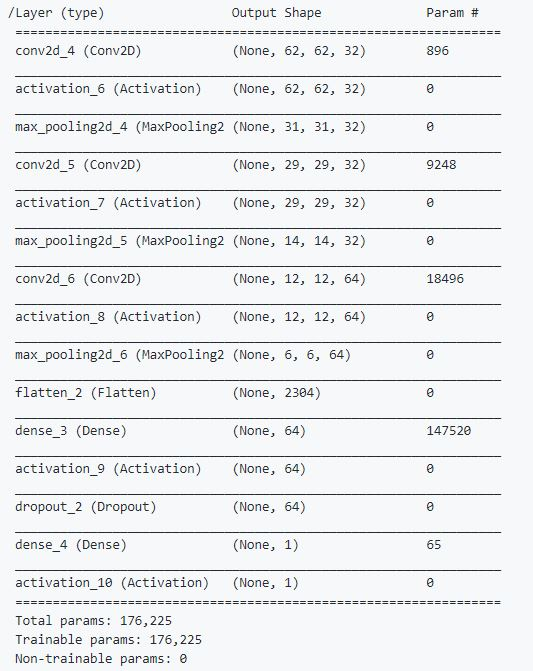 /Layer (type) Output Shape Param #
=================================================================
conv2d_4 (Conv2D) (None, 62, 62, 32) 896
_________________________________________________________________
activation_6 (Activation) (None, 62, 62, 32) 0
_________________________________________________________________
max_pooling2d_4 (MaxPooling2 (None, 31, 31, 32) 0
_________________________________________________________________
conv2d_5 (Conv2D) (None, 29, 29, 32) 9248
_________________________________________________________________
activation_7 (Activation) (None, 29, 29, 32) 0
_________________________________________________________________
max_pooling2d_5 (MaxPooling2 (None, 14, 14, 32) 0
_________________________________________________________________
conv2d_6 (Conv2D) (None, 12, 12, 64) 18496
_________________________________________________________________
activation_8 (Activation) (None, 12, 12, 64) 0
_________________________________________________________________
max_pooling2d_6 (MaxPooling2 (None, 6, 6, 64) 0
_________________________________________________________________
flatten_2 (Flatten) (None, 2304) 0
_________________________________________________________________
dense_3 (Dense) (None, 64) 147520
_________________________________________________________________
activation_9 (Activation) (None, 64) 0
_________________________________________________________________
dropout_2 (Dropout) (None, 64) 0
_________________________________________________________________
dense_4 (Dense) (None, 1) 65
_________________________________________________________________
activation_10 (Activation) (None, 1) 0
=================================================================
Total params: 176,225
Trainable params: 176,225
Non-trainable params: 0